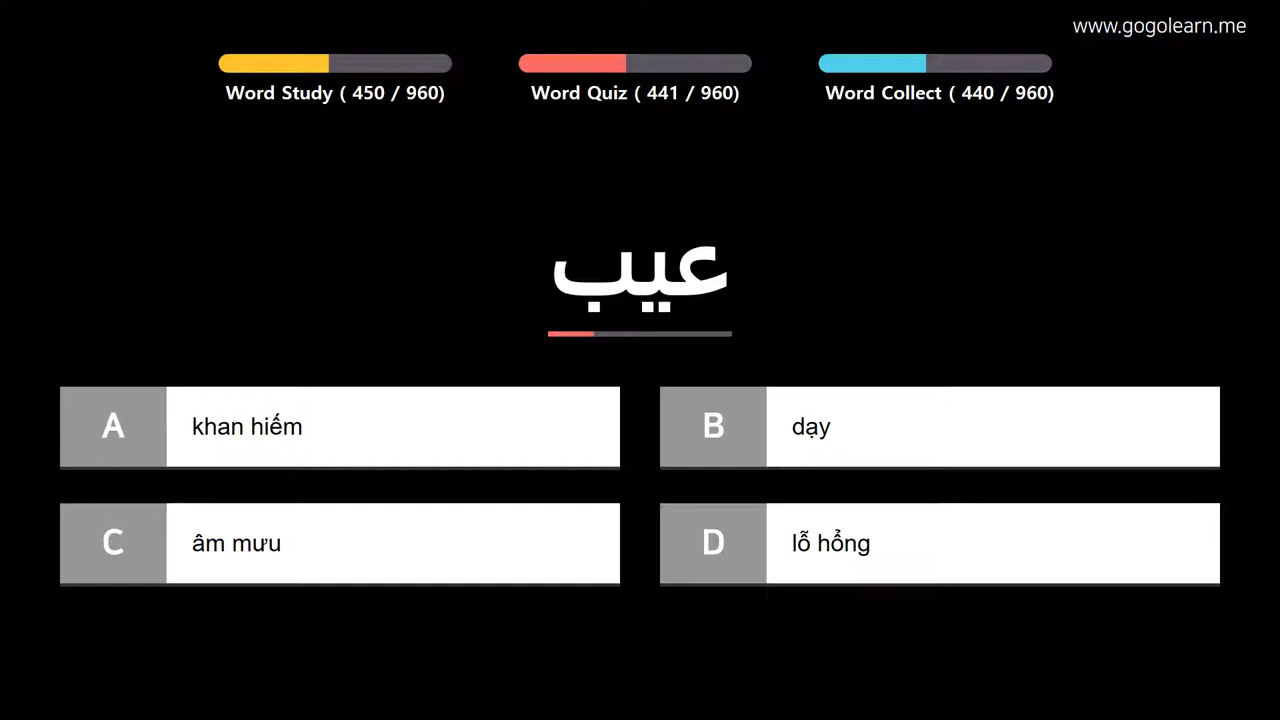 www.gogolearn.me
Word Study ( 450 / 960)
Word Quiz ( 441 / 960)
Word Collect ( 440 / 960)
عيب
A
khan hiếm
B
dạy
C
âm mưu
D
lỗ hổng